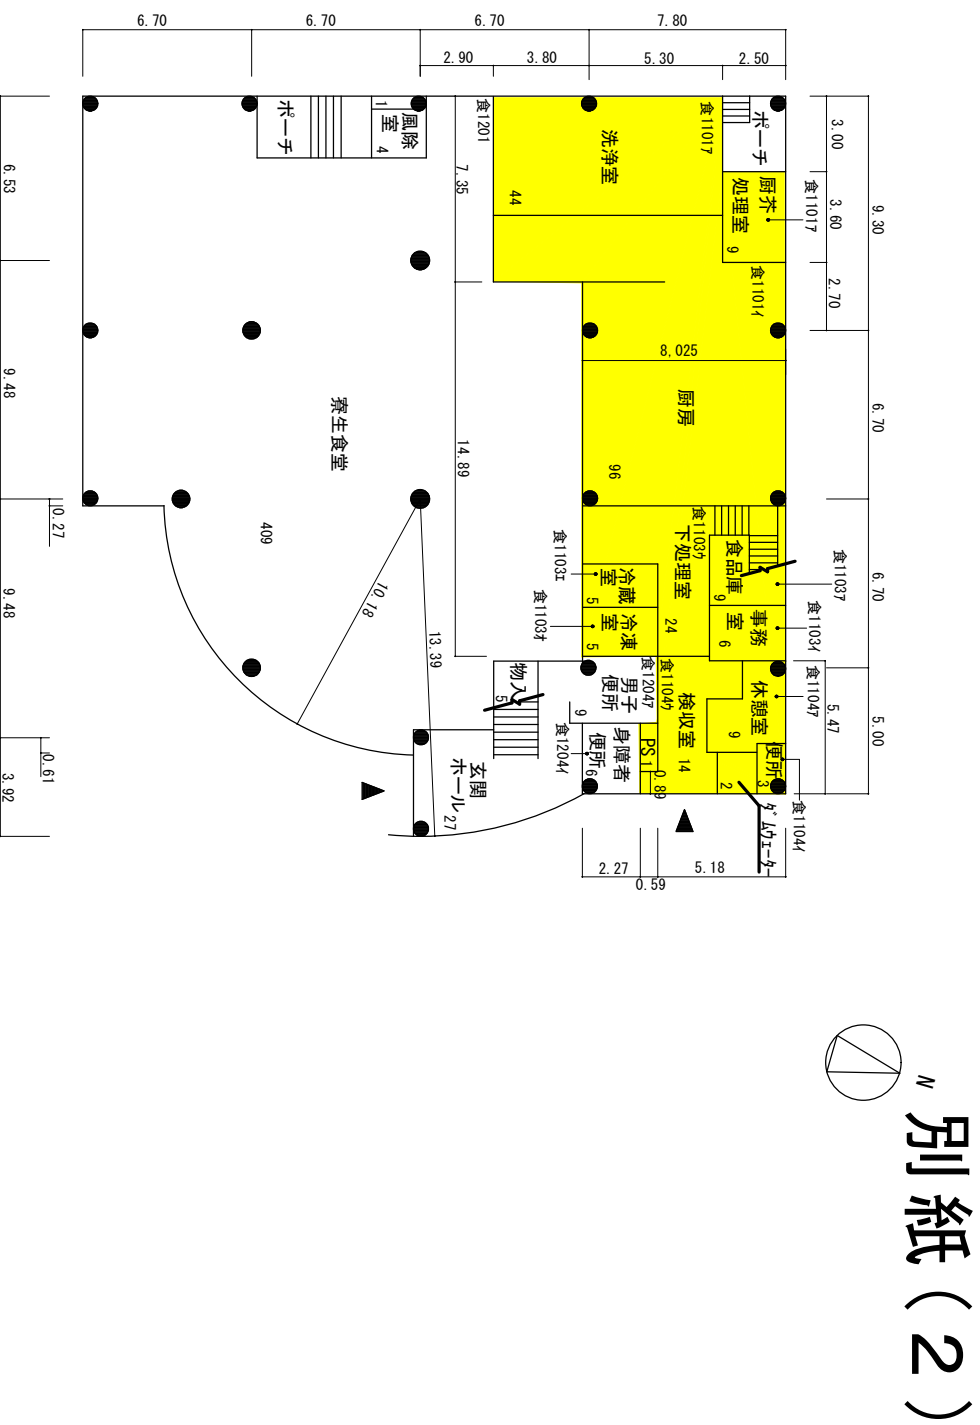 別紙(2)
N
6.70
6.70
6.70
7.80
2.90
3.80
5.30
2.50
6.53
9.48
0.27
9.48
0.61
3.92
3.00
3.60
2.70
9.30
6.70
6.70
5.00
5.47
ポーチ
風除
室
1
4
食1201
7.35
洗浄室
44
食1101ｱ
ポーチ
厨芥
処理室
9
食1101ｱ
食1101ｲ
8,025
厨房
96
寮生食堂
409
14.89
10.18
13.39
食1103ｳ
下処理室
24
食品庫
9
食1103ｱ
事務
室
6
食1103ｲ
冷蔵
室
5
食1103ｴ
冷凍
室
5
食1103ｵ
休憩室
9
食1104ｱ
便所
3
食1104ｲ
検収室
14
食1104ｳ
2
ﾀﾞﾑｳｪｰﾀｰ
男子
便所
9
食1204ｱ
身障者
便所
6
食1204ｲ
PS
1
0.89
物入
5
玄関
ホール
27
2.27
0.59
5.18